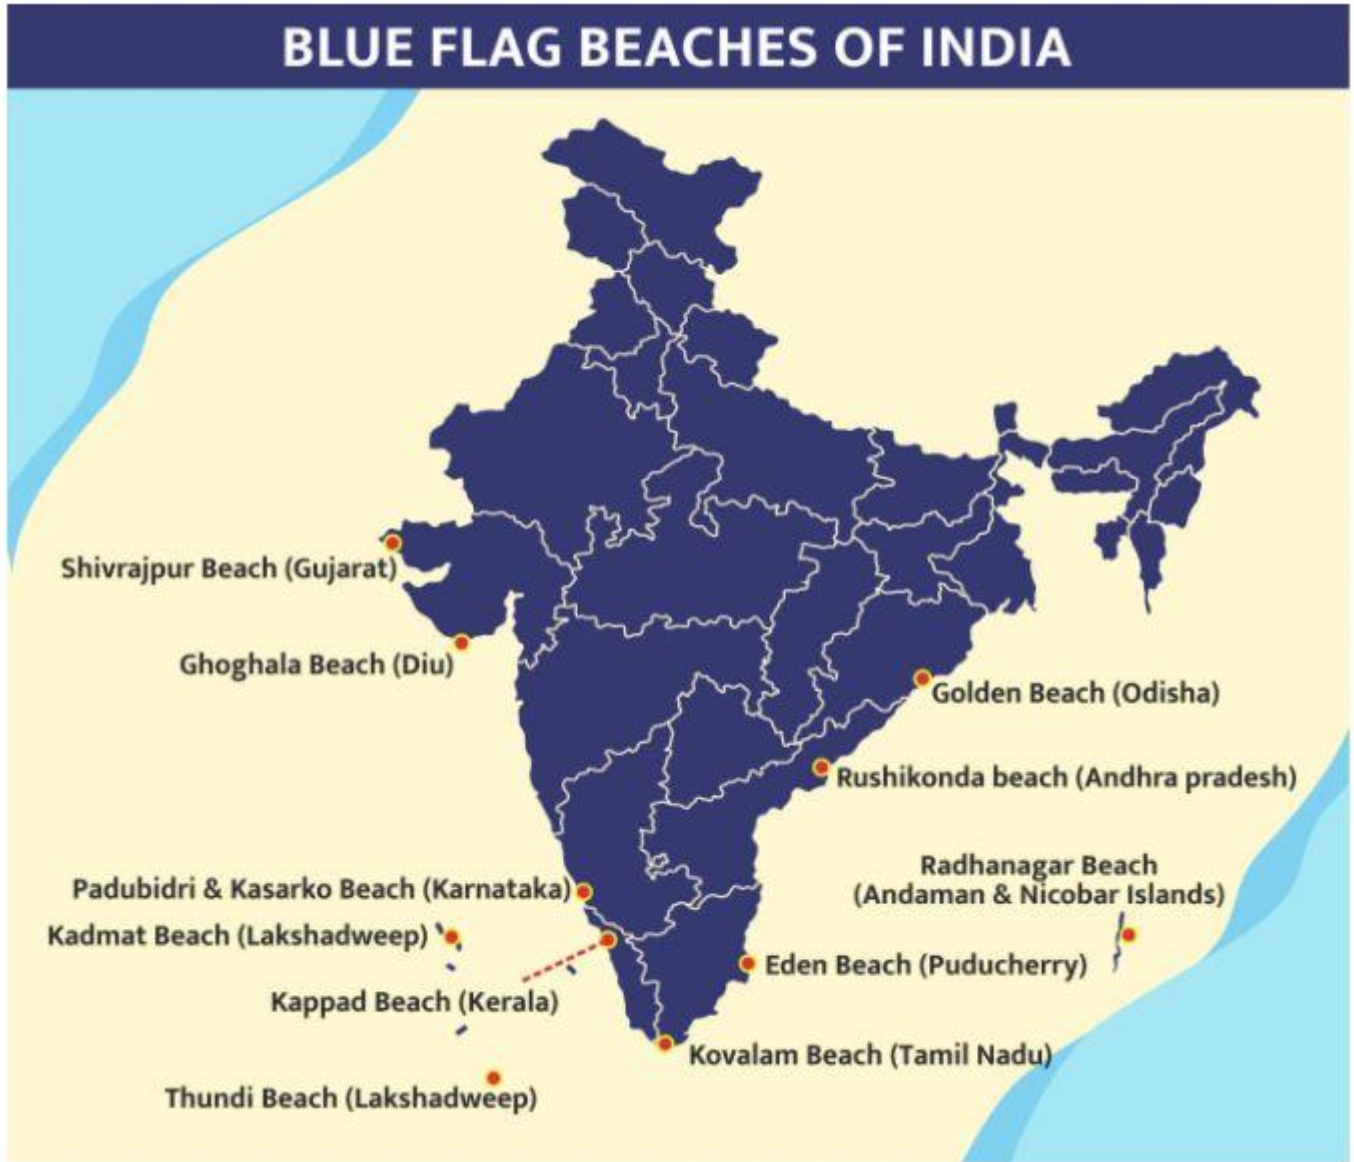 BLUE FLAG BEACHES OF INDIA
Shivrajpur Beach (Gujarat)
Ghoghala Beach (Diu)
Golden Beach (Odisha)
Rushikonda beach (Andhra pradesh)
Radhanagar Beach
(Andaman & Nicobar Islands)
Padubidri & Kasarko Beach (Karnataka)
Kadmat Beach (Lakshadweep)
Eden Beach (Puducherry)
Kappad Beach (Kerala)
Kovalam Beach (Tamil Nadu)
Thundi Beach (Lakshadweep)